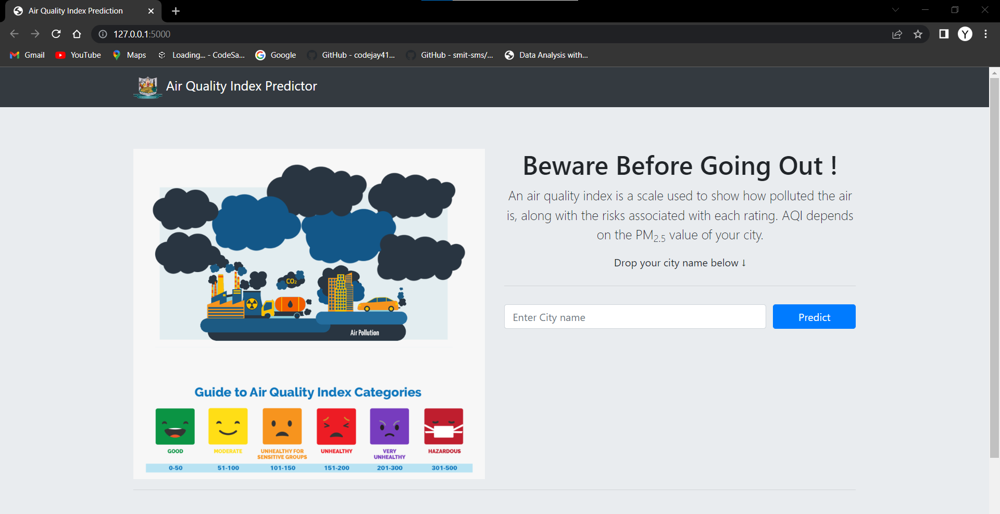 Air Quality Index Prediction
127.0.0.1:5000
Y
Gmail YouTube Maps Loading... - CodeSa... Google GitHub - codejay41... GitHub - smit-sms/... Data Analysis with...
Air Quality Index Predictor
Beware Before Going Out !
An air quality index is a scale used to show how polluted the air
is, along with the risks associated with each rating. AQI depends
on the PM2.5 value of your city.
Drop your city name below ↓
Enter City name Predict
CO2
Air Pollution
Guide to Air Quality Index Categories
GOOD MODERATE UNHEALTHY FOR UNHEALTHY VERY HAZARDOUS
SENSITIVE GROUPS UNHEALTHY
0-50 51-100 101-150 151-200 201-300 301-500